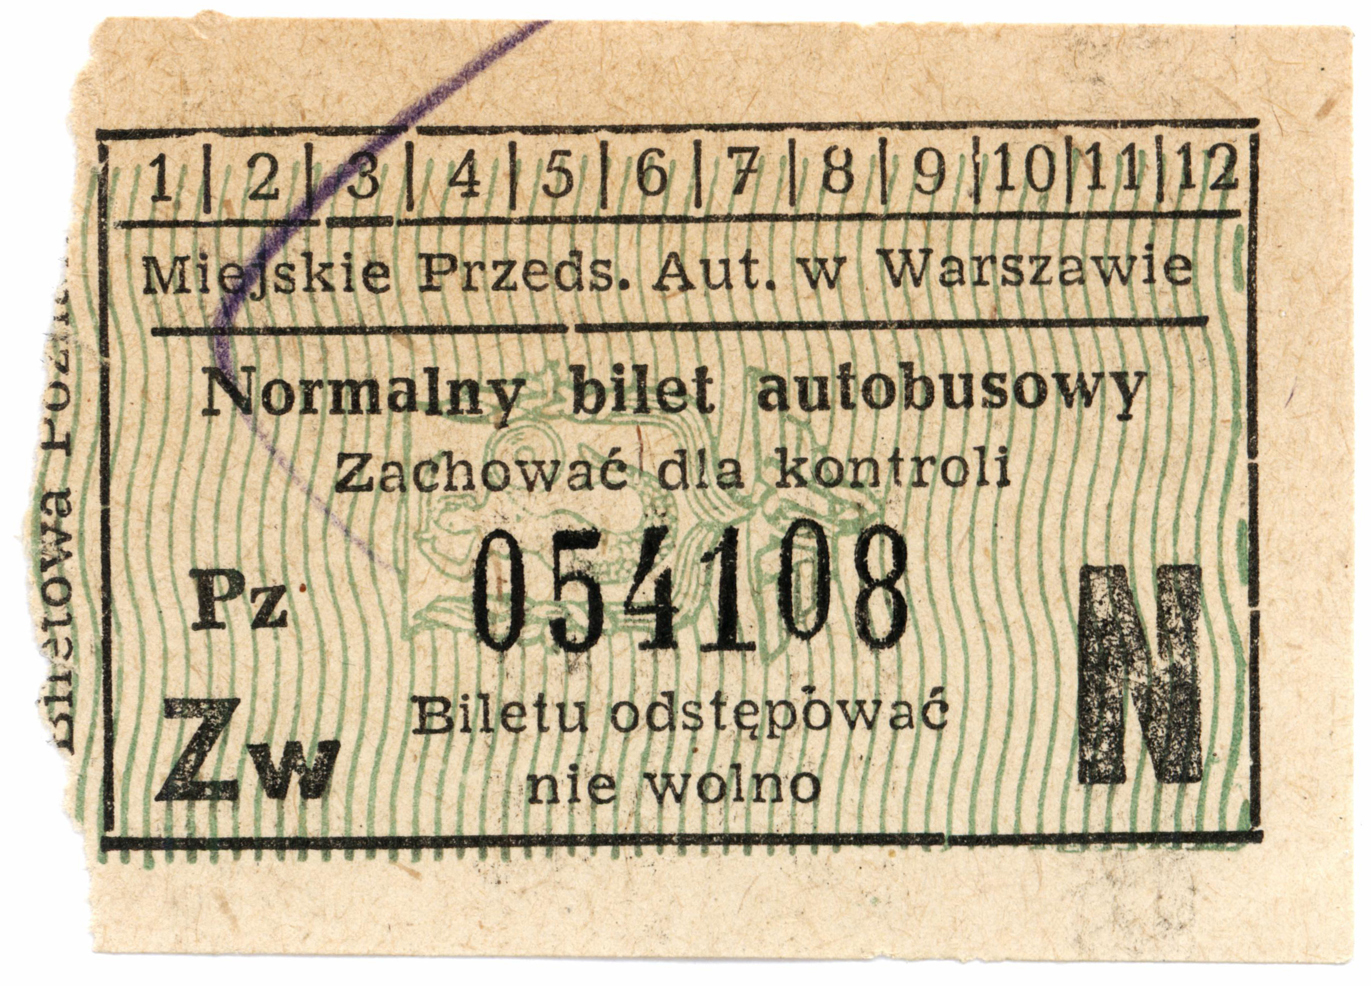 1 | 2 | 3 | 4 | 5 | 6 | 7 | 8 | 9 | 10 | 11 | 12
Miejskie Przeds. Aut. w Warszawie
Normalny bilet autobusowy
Zachować dla kontroli
054108
Pz
Zw
N
Biletu odstępować
nie wolno
Biletowa